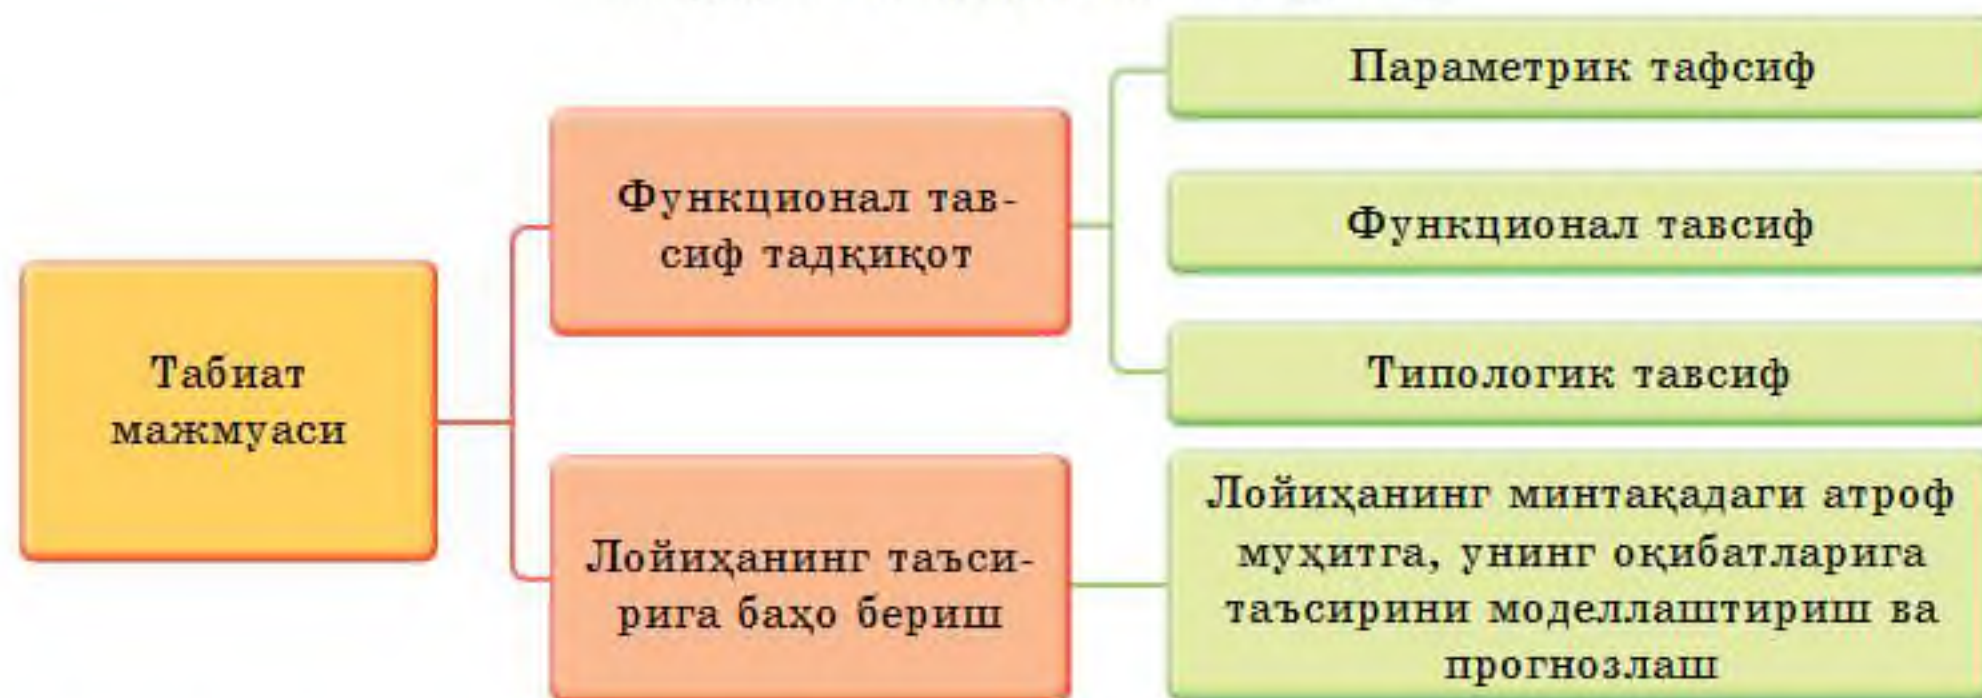 Параметрик тафсиф
Функционал тав-
сиф тадқиқот
Функционал тавсиф
Табиат
мажмуаси
Типологик тавсиф
Лойиҳанинг таъси-
рига баҳо бериш
Лойиҳанинг минтақадаги атроф
муҳитга, унинг оқибатларига
таъсирини моделлаштириш ва
прогнозлаш